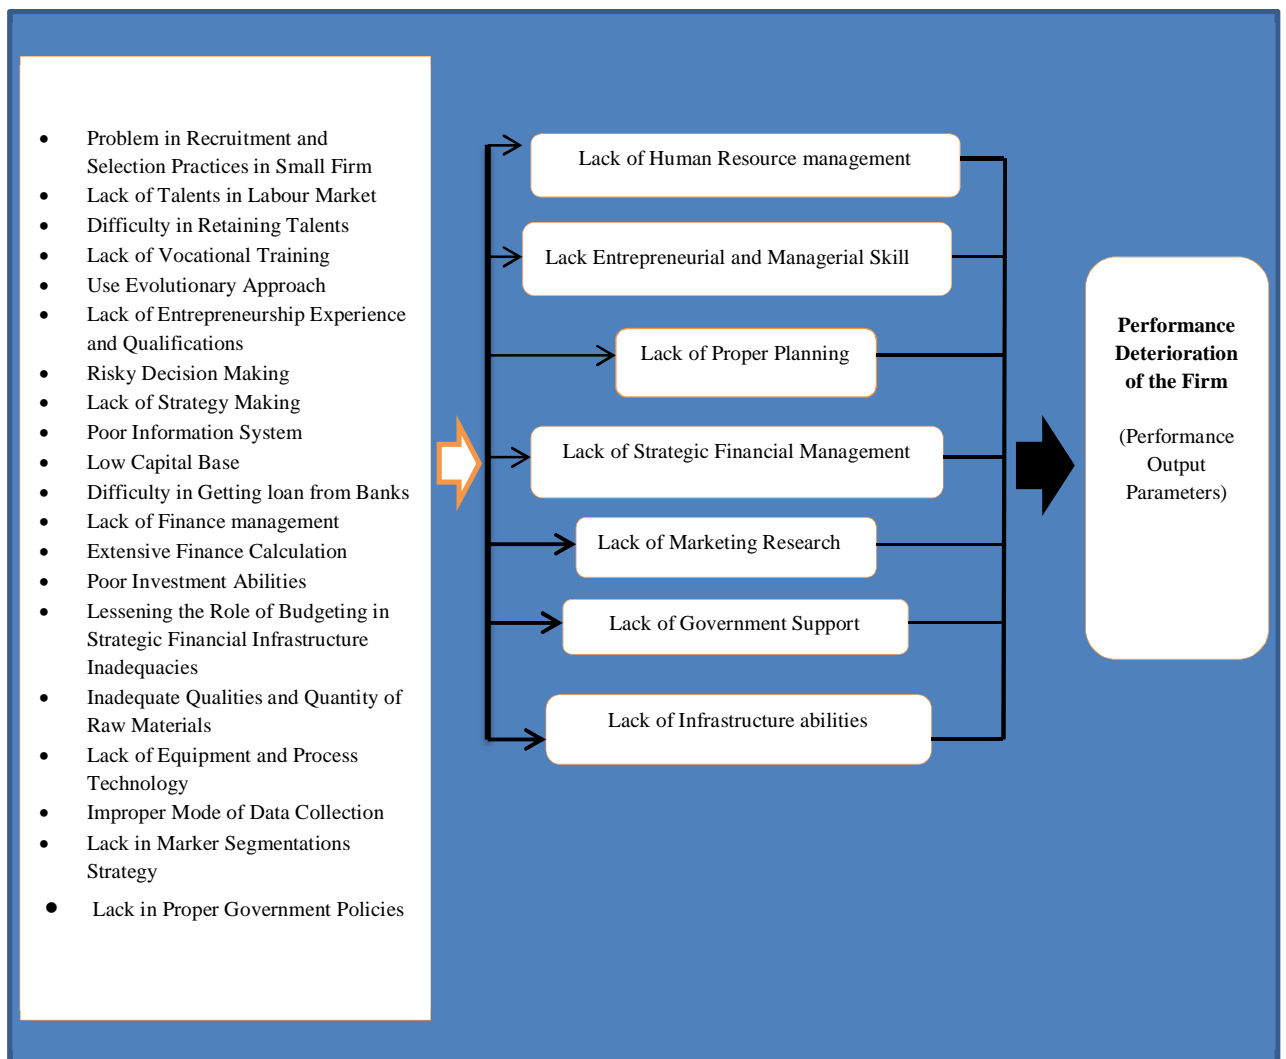 • Problem in Recruitment and
Selection Practices in Small Firm
• Lack of Talents in Labour Market
• Difficulty in Retaining Talents
• Lack of Vocational Training
• Use Evolutionary Approach
• Lack of Entrepreneurship Experience
and Qualifications
• Risky Decision Making
• Lack of Strategy Making
• Poor Information System
• Low Capital Base
• Difficulty in Getting loan from Banks
• Lack of Finance management
• Extensive Finance Calculation
• Poor Investment Abilities
• Lessening the Role of Budgeting in
Strategic Financial Infrastructure
Inadequacies
• Inadequate Qualities and Quantity of
Raw Materials
• Lack of Equipment and Process
Technology
• Improper Mode of Data Collection
• Lack in Marker Segmentations
Strategy
• Lack in Proper Government Policies
Lack of Human Resource management
Lack Entrepreneurial and Managerial Skill
Lack of Proper Planning
Lack of Strategic Financial Management
Lack of Marketing Research
Lack of Government Support
Lack of Infrastructure abilities
Performance
Deterioration
of the Firm
(Performance
Output
Parameters)